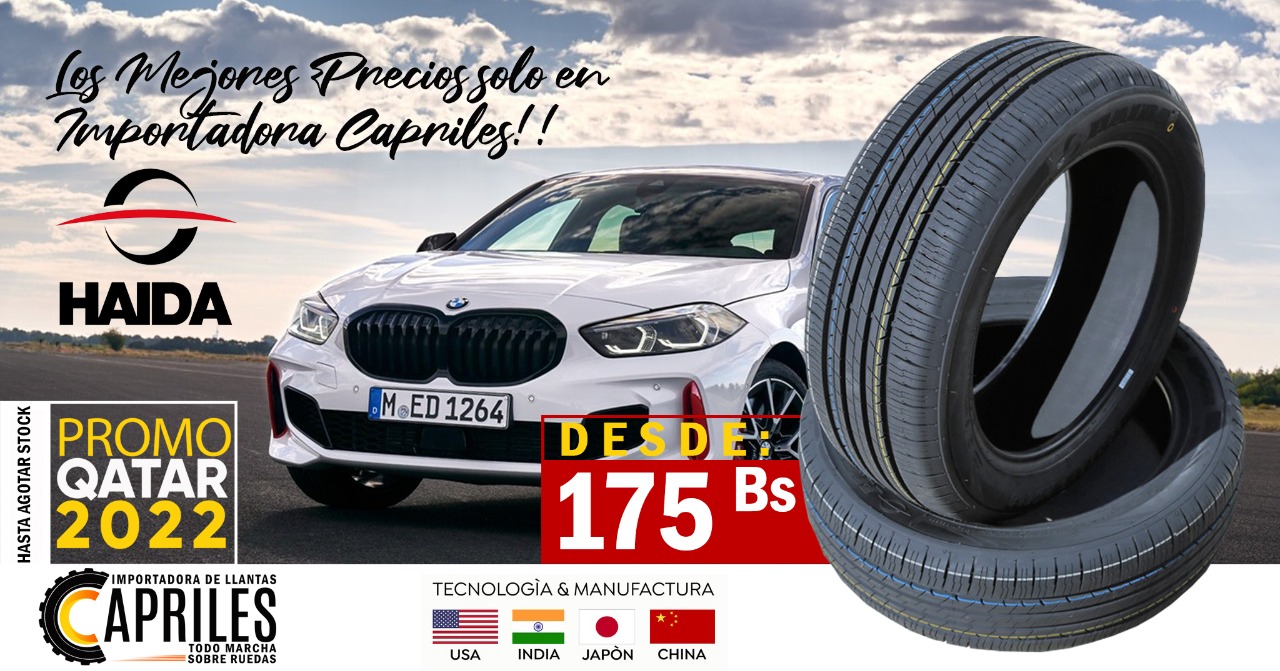 Los Mejores Precios solo en
Importadora Capriles!!
HAIDA
M ED 1264
D
HASTA AGOTAR STOCK
PROMO
QATAR
2022
DESDE:
175 Bs
IMPORTADORA DE LLANTAS
CAPRILES
TODO MARCHA
SOBRE RUEDAS
TECNOLOGÌA & MANUFACTURA
USA INDIA JAPÒN CHINA